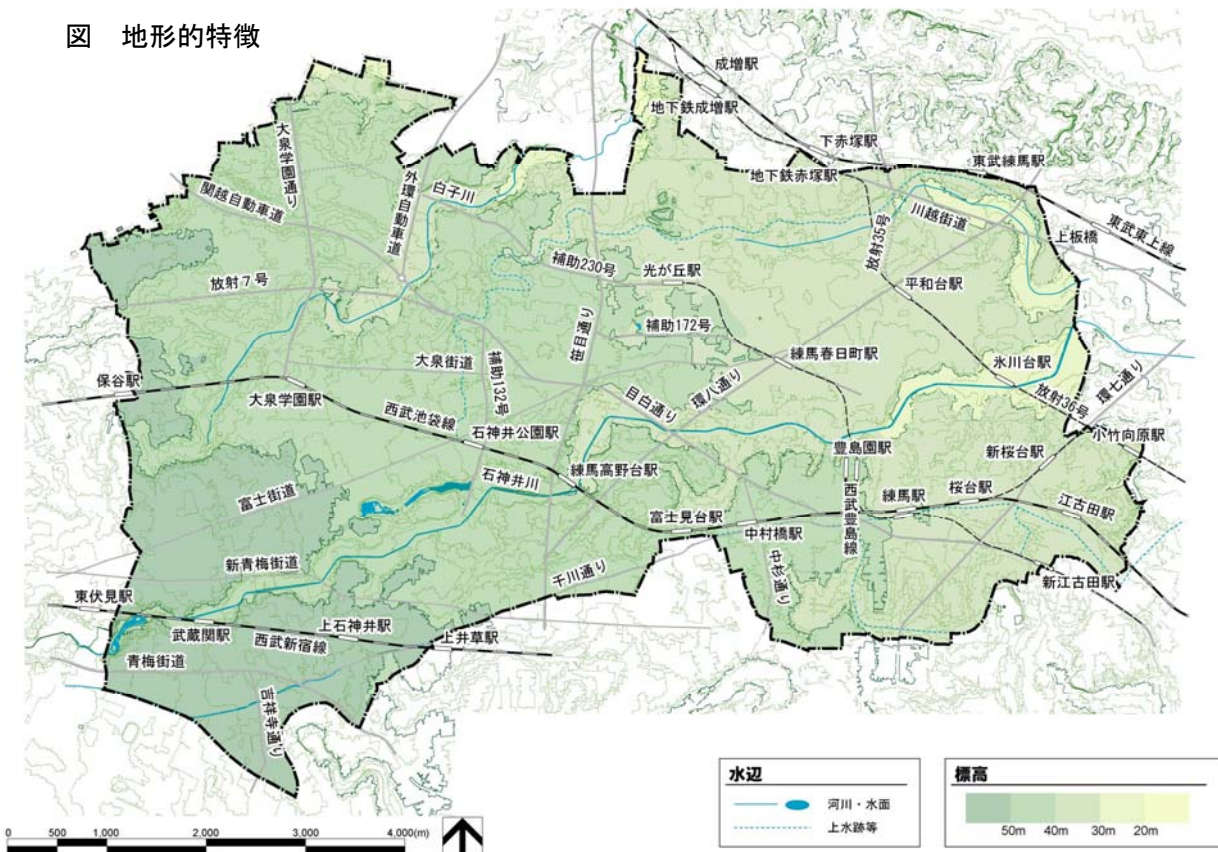 図 地形的特徴
成増駅
地下鉄成増駅
下赤塚駅
東武練馬駅
地下鉄赤塚駅
大泉学園通り
外環自動車道
白子川
関越自動車道
川越街道
上板橋
東武東上線
放射35号
放射7号
補助230号
光が丘駅
平和台駅
補助172号
笹目通り
大泉街道
補助132号
練馬春日町駅
氷川台駅
保谷駅
大泉学園駅
目白通り
環八通り
放射36号
環七通り
西武池袋線
石神井公園駅
小竹向原駅
豊島園駅
新桜台駅
練馬高野台駅
石神井川
富士街道
西武豊島線
練馬駅
桜台駅
江古田駅
富士見台駅
中村橋駅
新青梅街道
千川通り
中杉通り
新江古田駅
東伏見駅
武蔵関駅
上石神井駅
西武新宿線
上井草駅
青梅街道
吉祥寺通り
水辺
河川・水面
上水跡等
標高
50m 40m 30m 20m
0 500 1,000 2,000 3,000 4,000(m)